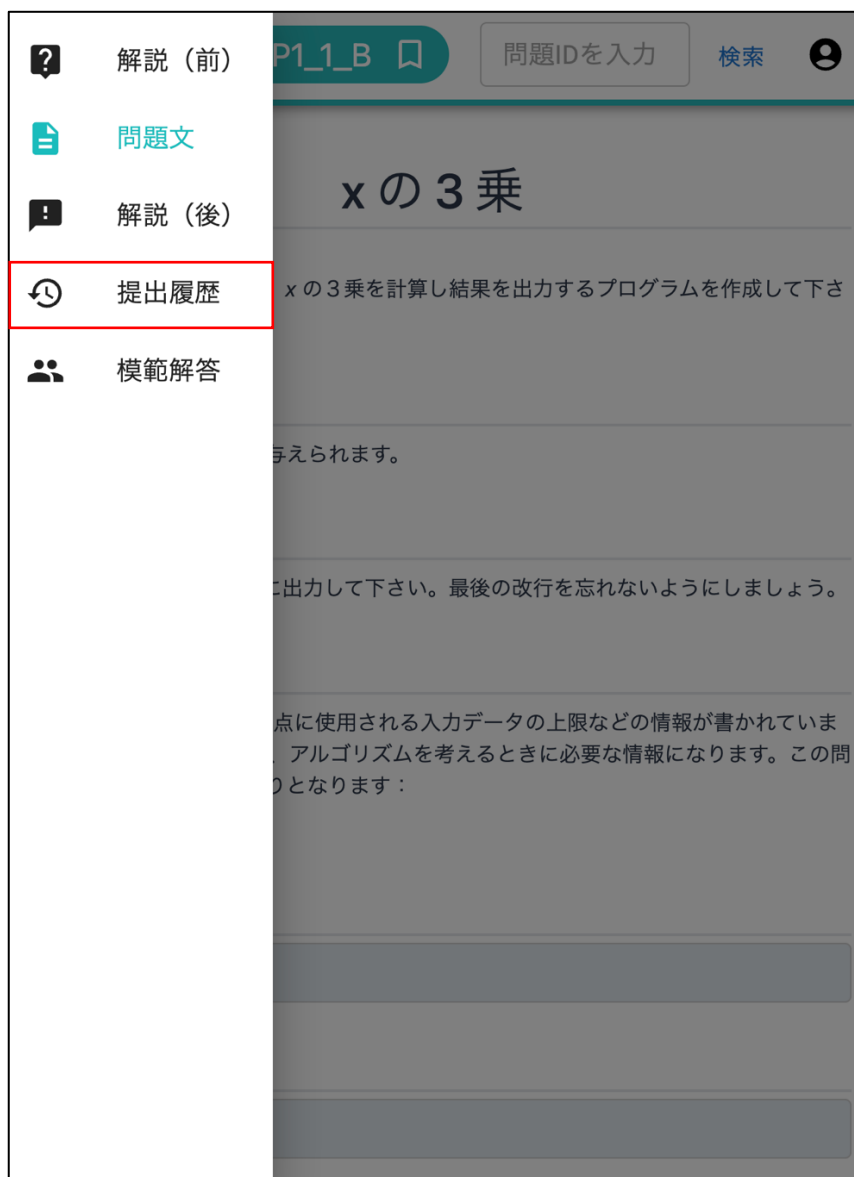 解説（前）
P1_1_B
問題IDを入力
検索
問題文
解説（後）
xの3乗
提出履歴
xの3乗を計算し結果を出力するプログラムを作成して下さ
模範解答
えられます。
に出力して下さい。最後の改行を忘れないようにしましょう。
点に使用される入力データの上限などの情報が書かれていま
、アルゴリズムを考えるときに必要な情報になります。この問
りとなります：